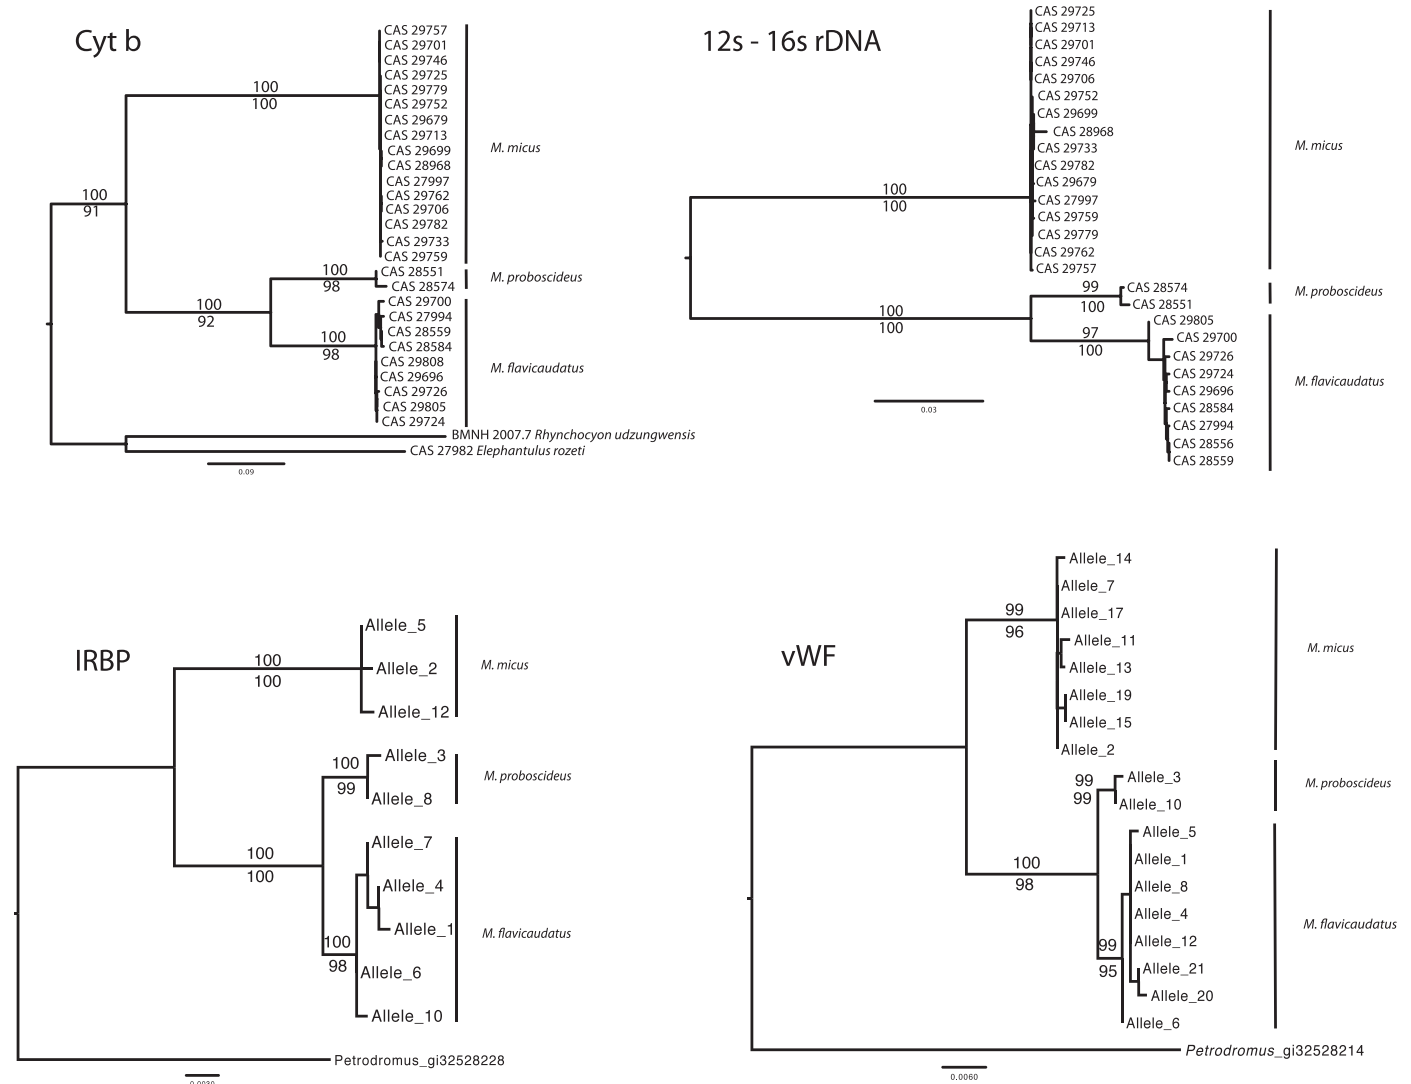 Cyt b
CAS 29757
CAS 29701
CAS 29746
CAS 29725
CAS 29779
CAS 29752
CAS 29679
CAS 29713
CAS 29699
CAS 28968
CAS 27997
CAS 29762
CAS 29706
CAS 29782
CAS 29733
CAS 29759
CAS 28551
CAS 28574
CAS 29700
CAS 27994
CAS 28559
CAS 28584
CAS 29808
CAS 29696
CAS 29726
CAS 29805
CAS 29724
BMNH 2007.7 Rhynchocyon udzungwensis
CAS 27982 Elephantulus rozeti
100
100
100
91
100
98
100
92
100
98
M. micus
M. proboscideus
M. flavicaudatus
0.09
12s - 16s rDNA
CAS 29725
CAS 29713
CAS 29701
CAS 29746
CAS 29706
CAS 29752
CAS 29699
CAS 28968
CAS 29733
CAS 29782
CAS 29679
CAS 27997
CAS 29759
CAS 29779
CAS 29762
CAS 29757
CAS 28574
CAS 28551
CAS 29805
CAS 29700
CAS 29726
CAS 29724
CAS 29696
CAS 28584
CAS 27994
CAS 28556
CAS 28559
100
100
99
100
100
100
97
100
M. micus
M. proboscideus
M. flavicaudatus
0.03
IRBP
Allele_5
Allele_2
Allele_12
Allele_3
Allele_8
Allele_7
Allele_4
Allele_1
Allele_6
Allele_10
Petrodromus_gi32528228
100
100
100
99
100
100
100
98
M. micus
M. proboscideus
M. flavicaudatus
0.0030
vWF
Allele_14
Allele_7
Allele_17
Allele_11
Allele_13
Allele_19
Allele_15
Allele_2
Allele_3
Allele_10
Allele_5
Allele_1
Allele_8
Allele_4
Allele_12
Allele_21
Allele_20
Allele_6
Petrodromus_gi32528214
99
96
99
99
100
98
99
95
M. micus
M. proboscideus
M. flavicaudatus
0.0060